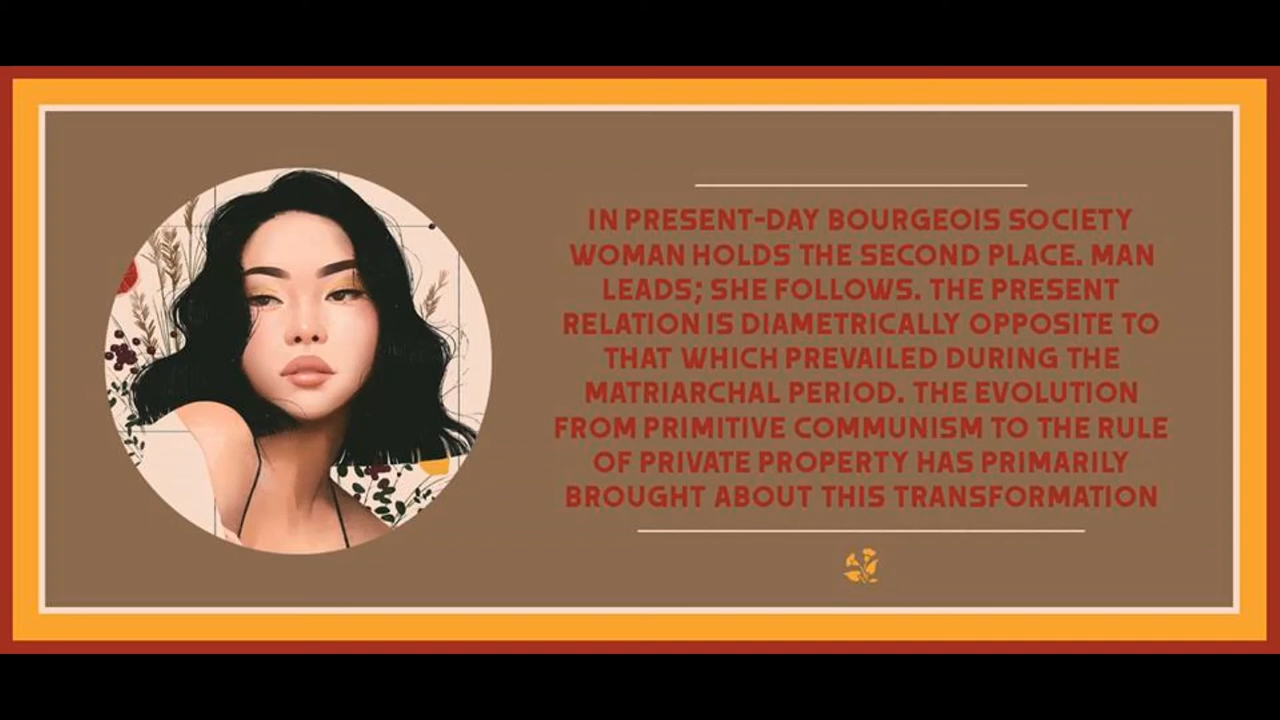 IN PRESENT-DAY BOURGEOIS SOCIETY
WOMAN HOLDS THE SECOND PLACE. MAN
LEADS; SHE FOLLOWS. THE PRESENT
RELATION IS DIAMETRICALLY OPPOSITE TO
THAT WHICH PREVAILED DURING THE
MATRIARCHAL PERIOD. THE EVOLUTION
FROM PRIMITIVE COMMUNISM TO THE RULE
OF PRIVATE PROPERTY HAS PRIMARILY
BROUGHT ABOUT THIS TRANSFORMATION